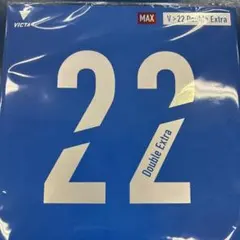 VICTAS
MAX
V>22 Double Extra
22
Double Extra